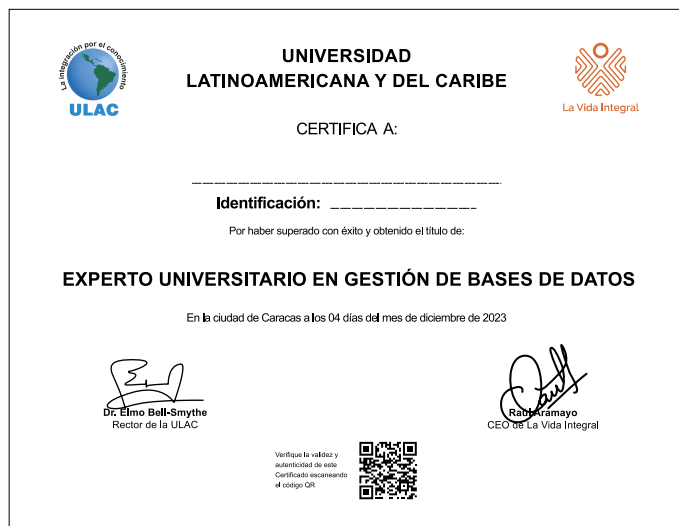 La integración por el conocimiento
ULAC
UNIVERSIDAD
LATINOAMERICANA Y DEL CARIBE
La Vida Integral
CERTIFICA A:
Identificación:
Por haber superado con éxito y obtenido el título de:
EXPERTO UNIVERSITARIO EN GESTIÓN DE BASES DE DATOS
En la ciudad de Caracas a los 04 días del mes de diciembre de 2023
Dr. Elmo Bell-Smythe
Rector de la ULAC
Raúl Aramayo
CEO de La Vida Integral
Verifique la validez y
autenticidad de este
Certificado escaneando
el código QR